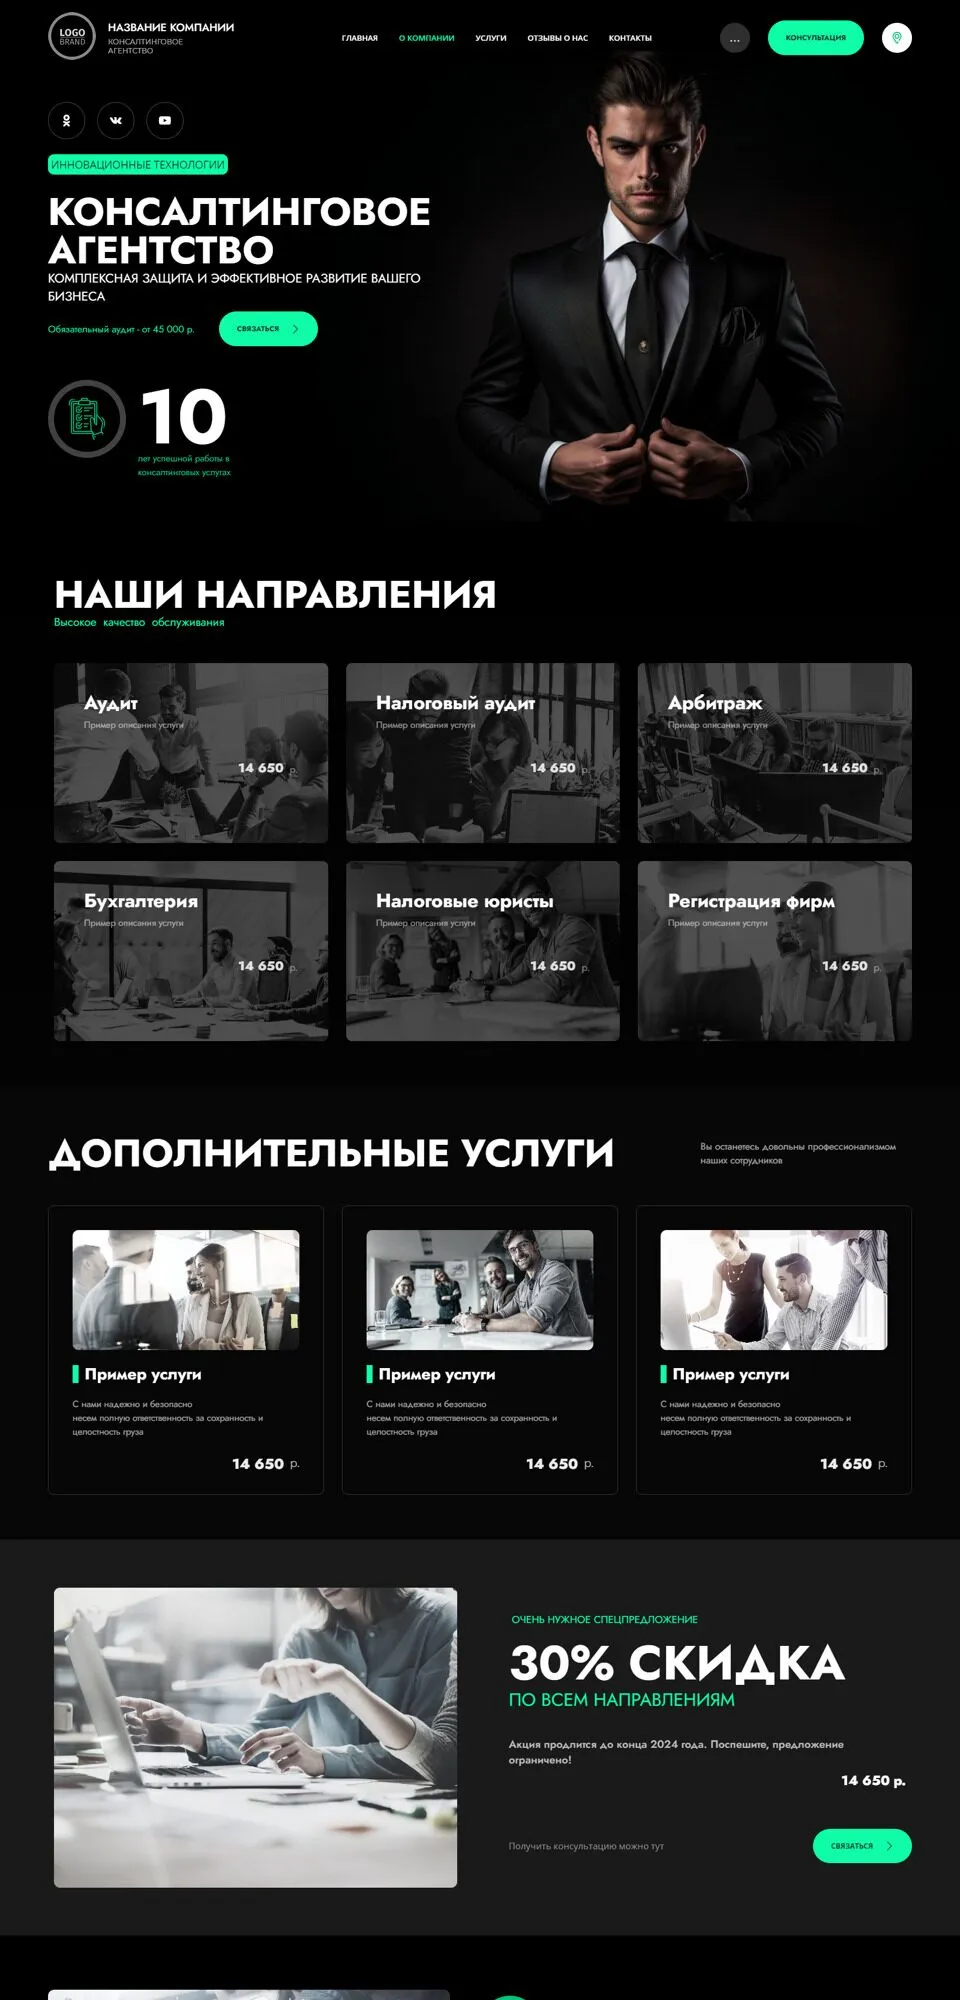 LOGO
BRAND
НАЗВАНИЕ КОМПАНИИ
КОНСАЛТИНГОВОЕ
АГЕНТСТВО
ГЛАВНАЯ
О КОМПАНИИ
УСЛУГИ
ОТЗЫВЫ О НАС
КОНТАКТЫ
...
КОНСУЛЬТАЦИЯ
ИННОВАЦИОННЫЕ ТЕХНОЛОГИИ
КОНСАЛТИНГОВОЕ
АГЕНТСТВО
КОМПЛЕКСНАЯ ЗАЩИТА И ЭФФЕКТИВНОЕ РАЗВИТИЕ ВАШЕГО
БИЗНЕСА
Обязательный аудит - от 45 000 р.
СВЯЗАТЬСЯ
10
лет успешной работы в
консалтинговых услугах
НАШИ НАПРАВЛЕНИЯ
Высокое качество обслуживания
Аудит
Пример описания услуги
14 650 р.
Налоговый аудит
Пример описания услуги
14 650 р.
Арбитраж
Пример описания услуги
14 650 р.
Бухгалтерия
Пример описания услуги
14 650 р.
Налоговые юристы
Пример описания услуги
14 650 р.
Регистрация фирм
Пример описания услуги
14 650 р.
ДОПОЛНИТЕЛЬНЫЕ УСЛУГИ
Вы останетесь довольны профессионализмом
наших сотрудников
Пример услуги
С нами надежно и безопасно
несем полную ответственность за сохранность и
целостность груза
14 650 р.
Пример услуги
С нами надежно и безопасно
несем полную ответственность за сохранность и
целостность груза
14 650 р.
Пример услуги
С нами надежно и безопасно
несем полную ответственность за сохранность и
целостность груза
14 650 р.
ОЧЕНЬ НУЖНОЕ СПЕЦПРЕДЛОЖЕНИЕ
30% СКИДКА
ПО ВСЕМ НАПРАВЛЕНИЯМ
Акция продлится до конца 2024 года. Поспешите, предложение
ограничено!
14 650 р.
Получить консультацию можно тут
СВЯЗАТЬСЯ